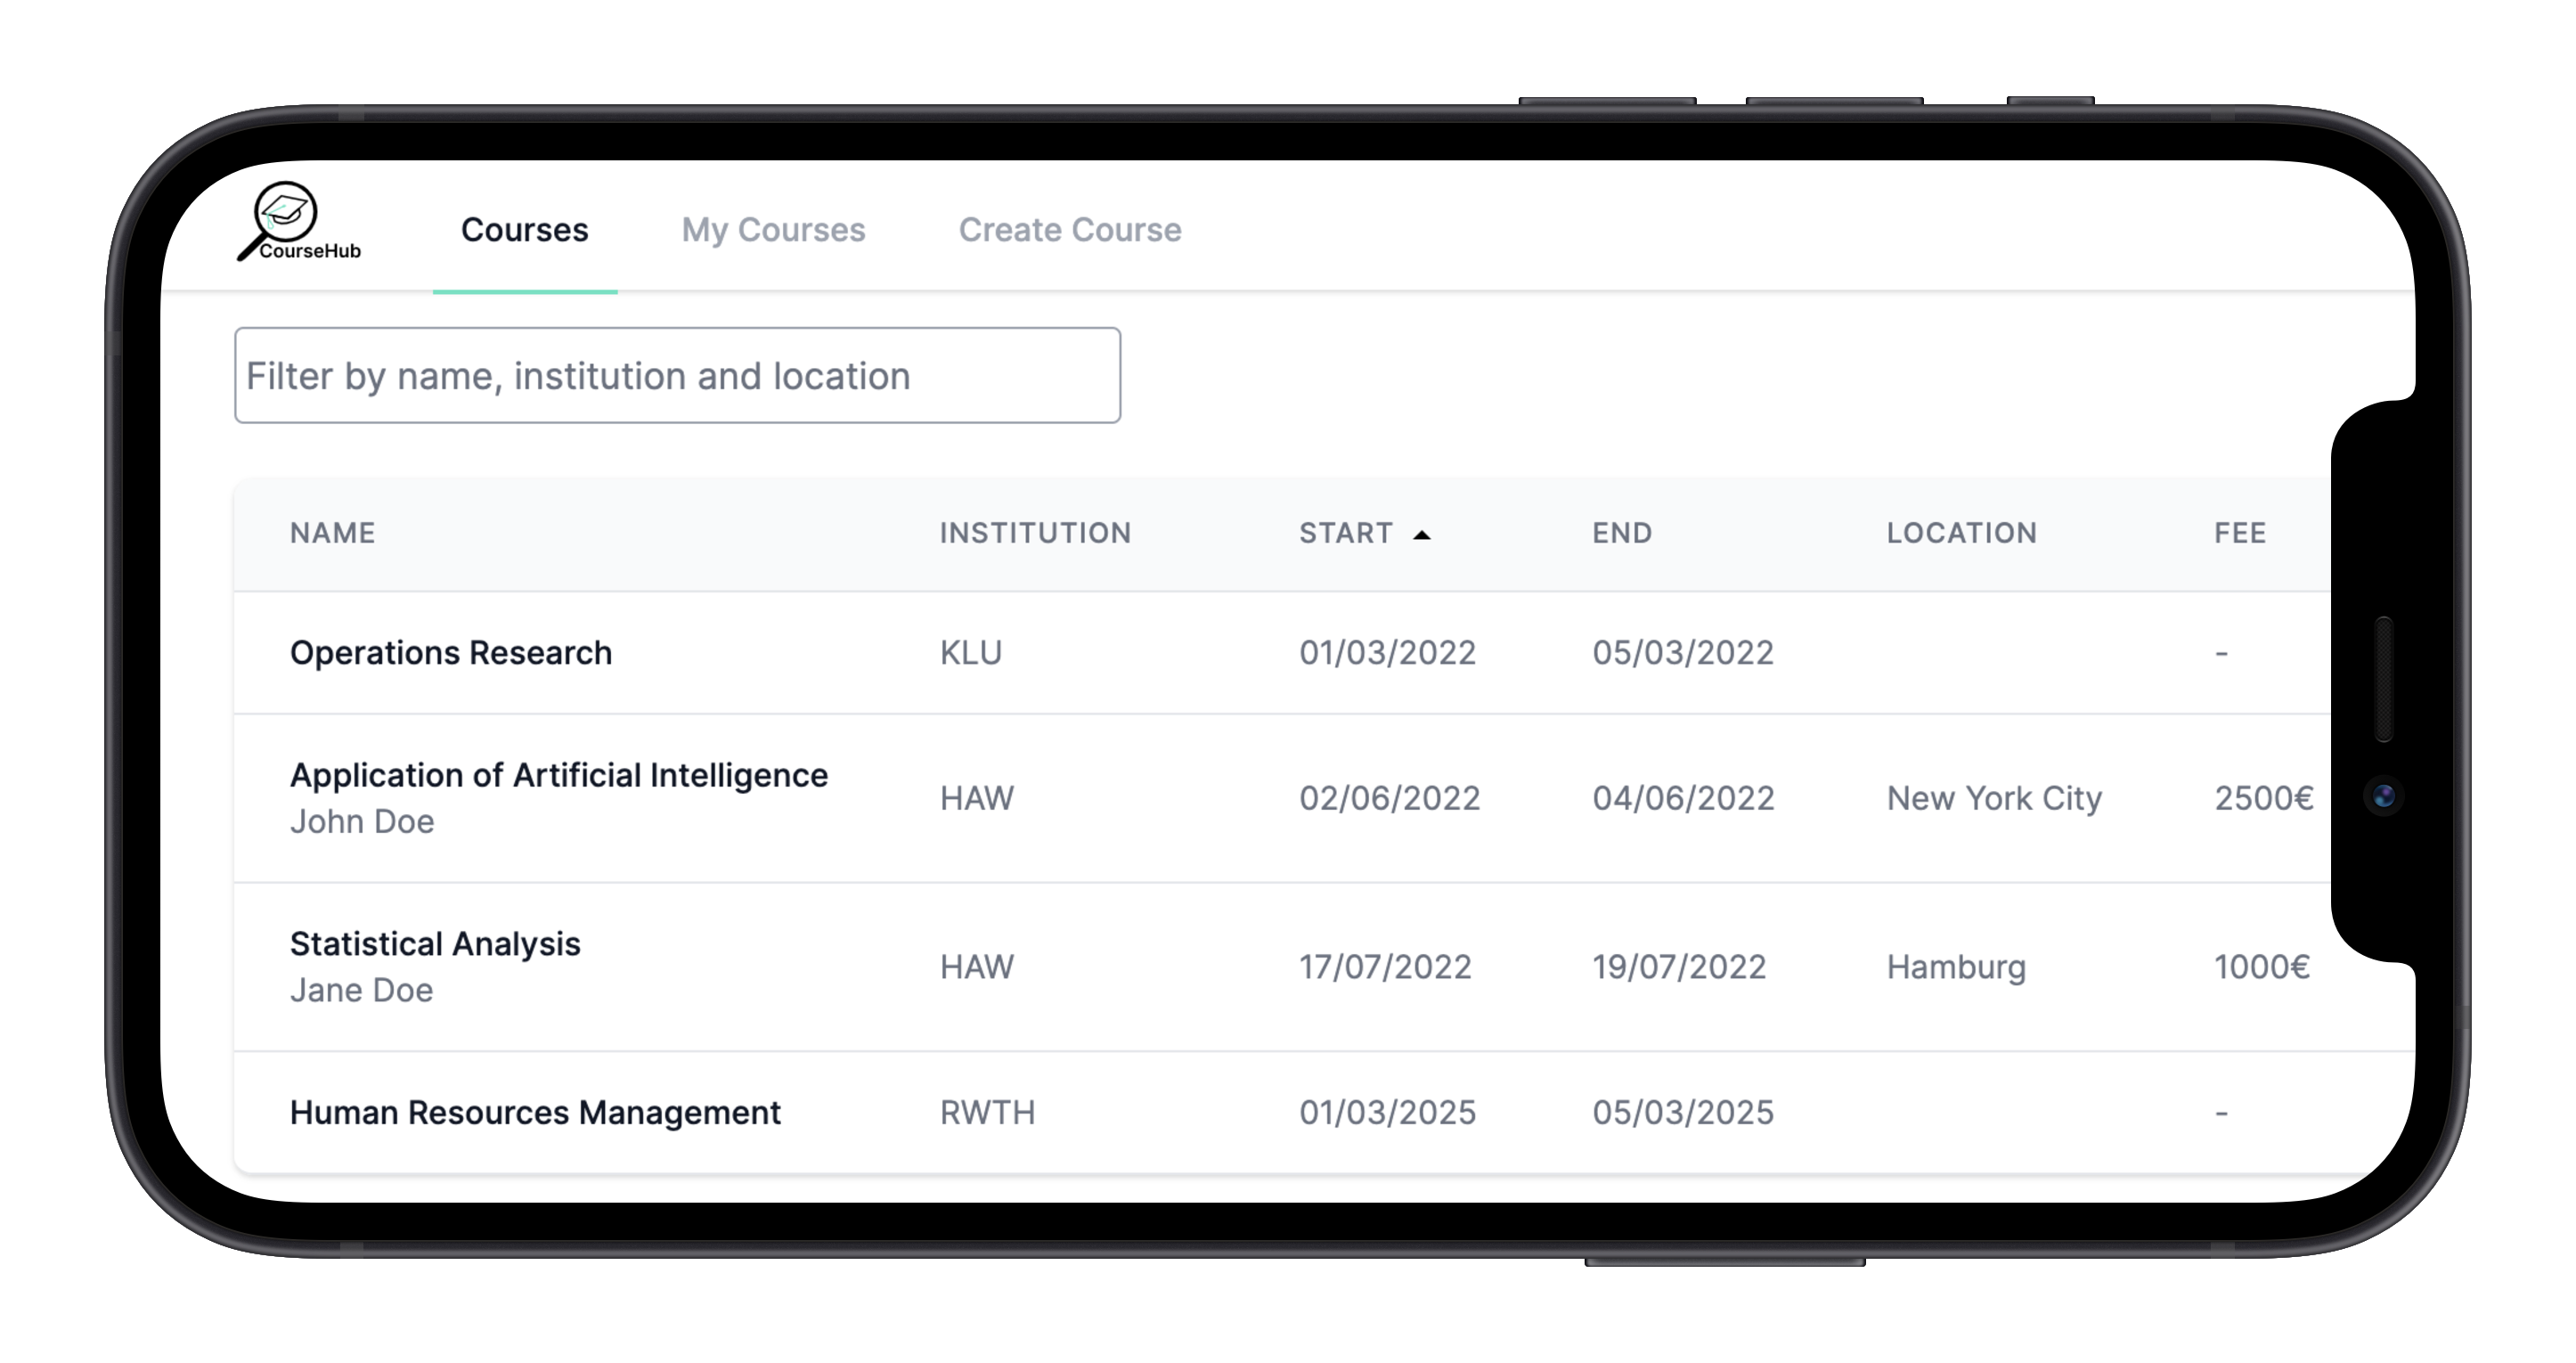 CourseHub
Courses My Courses Create Course
Filter by name, institution and location
NAME INSTITUTION START END LOCATION FEE
Operations Research KLU 01/03/2022 05/03/2022 -
Application of Artificial Intelligence
John Doe
HAW 02/06/2022 04/06/2022 New York City 2500€
Statistical Analysis
Jane Doe
HAW 17/07/2022 19/07/2022 Hamburg 1000€
Human Resources Management RWTH 01/03/2025 05/03/2025 -